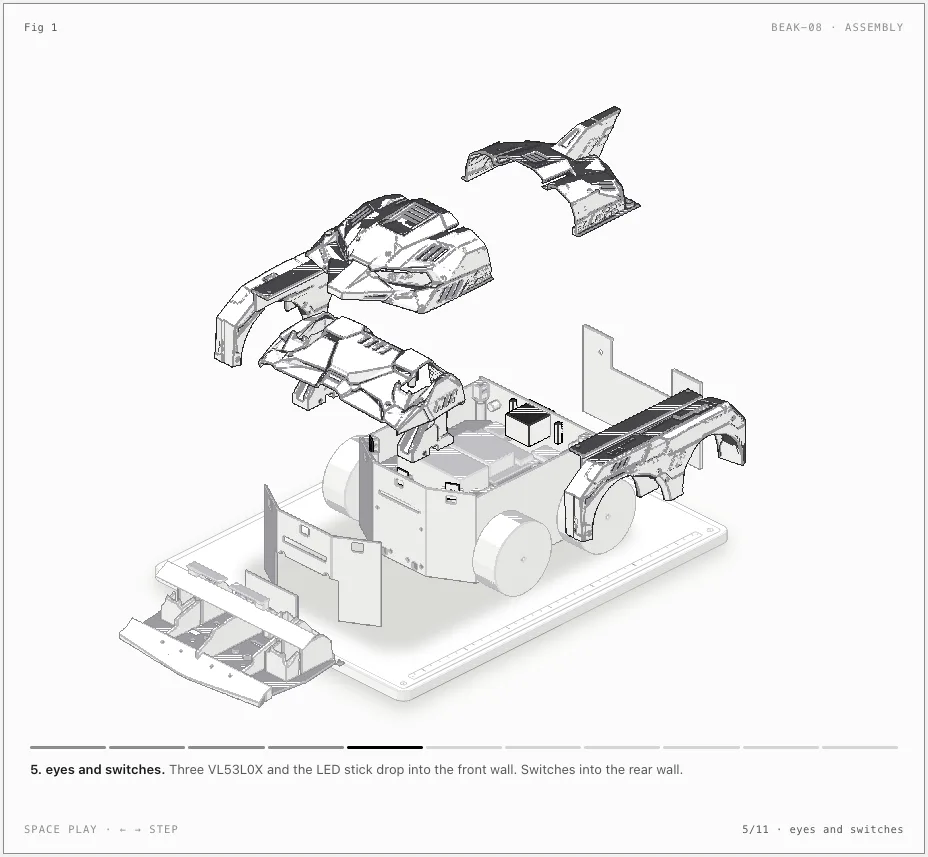 Fig 1
BEAK–08 · ASSEMBLY
5. eyes and switches. Three VL53L0X and the LED stick drop into the front wall. Switches into the rear wall.
SPACE PLAY · ← → STEP
5/11 · eyes and switches